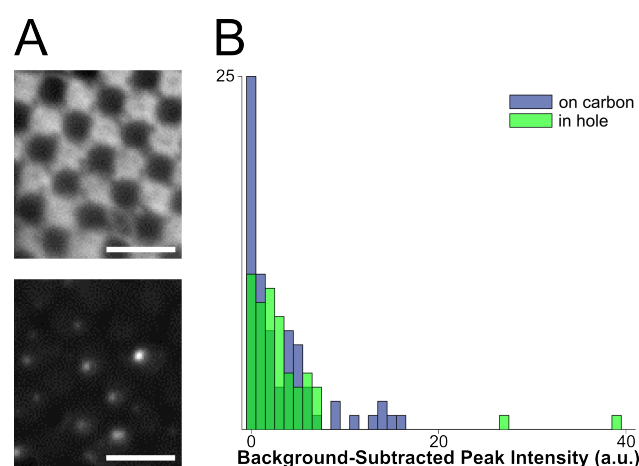 A
B
25
on carbon
in hole
0
20
40
Background-Subtracted Peak Intensity (a.u.)